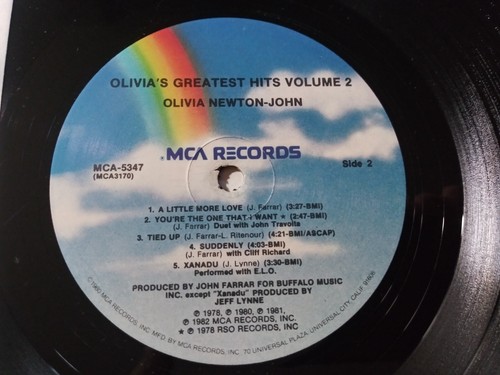 OLIVIA'S GREATEST HITS VOLUME 2
OLIVIA NEWTON-JOHN
MCA RECORDS
MCA-5347
(MCA3170)
Side 2
1. A LITTLE MORE LOVE (J. Farrar) (3:27-BMI)
2. YOU'RE THE ONE THAT I WANT ★ (2:47-BMI)
(J. Farrar) Duet with John Travolta
3. TIED UP (J. Farrar-L. Ritenour) (4:21-BMI/ASCAP)
4. SUDDENLY (4:03-BMI)
(J. Farrar) with Cliff Richard
5. XANADU (J. Lynne) (3:30-BMI)
Performed with E.L.O.
PRODUCED BY JOHN FARRAR FOR BUFFALO MUSIC
INC. except "Xanadu" PRODUCED BY
JEFF LYNNE
℗ 1978, ℗ 1980, ℗ 1981,
℗ 1982 MCA RECORDS, INC.
★ ℗ 1978 RSO RECORDS, INC
MCA RECORDS, INC. MFD. BY MCA RECORDS, INC. 70 UNIVERSAL PLAZA, UNIVERSAL CITY, CALIF.